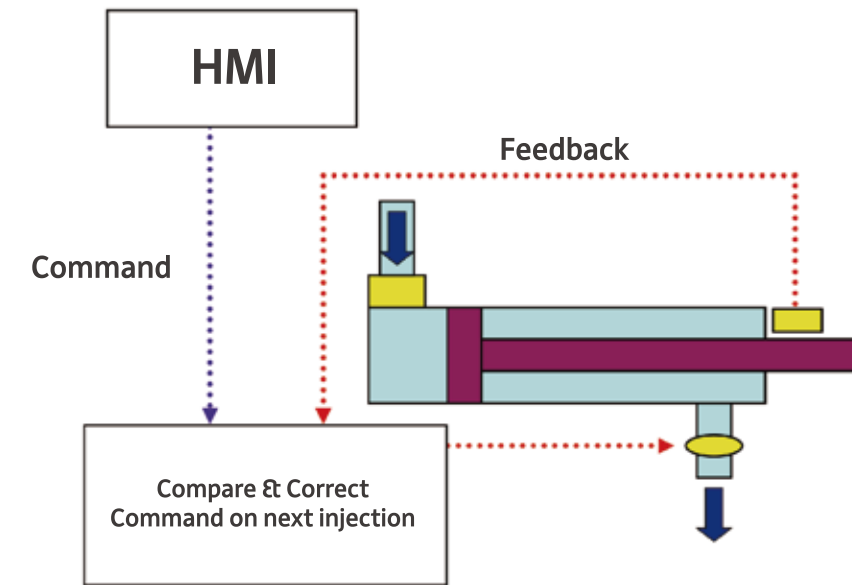 HMI
Feedback
Command
Compare & Correct
Command on next injection